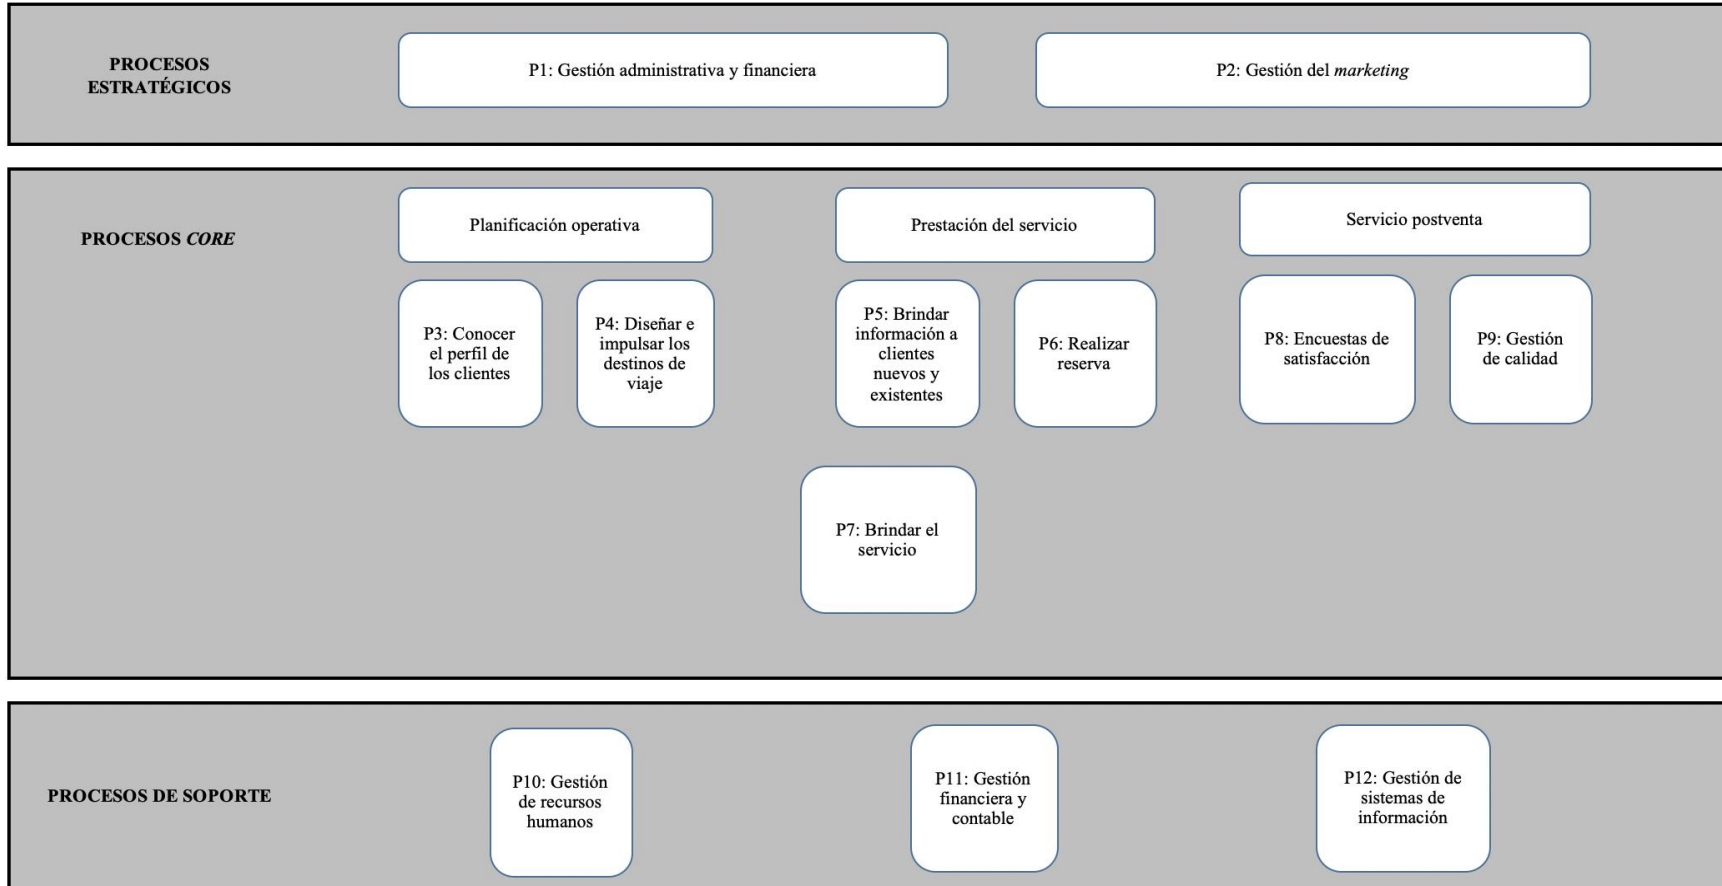 PROCESOS
ESTRATÉGICOS
P1: Gestión administrativa y financiera
P2: Gestión del marketing
PROCESOS CORE
Planificación operativa
Prestación del servicio
Servicio postventa
P3: Conocer
el perfil de
los clientes
P4: Diseñar e
impulsar los
destinos de
viaje
P5: Brindar
información a
clientes
nuevos y
existentes
P6: Realizar
reserva
P8: Encuestas de
satisfacción
P9: Gestión
de calidad
P7: Brindar el
servicio
PROCESOS DE SOPORTE
P10: Gestión
de recursos
humanos
P11: Gestión
financiera y
contable
P12: Gestión de
sistemas de
información